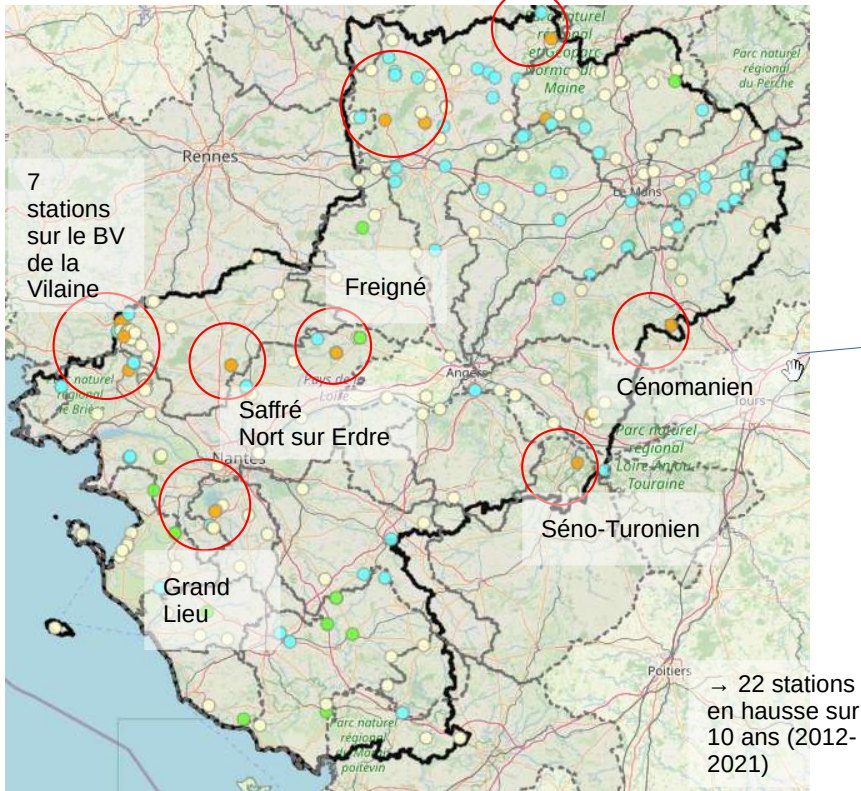 Parc naturel
régional
et Géoparc
Normandie
Maine
Parc naturel
régional
du Perche
Rennes
Le Mans
7
stations
sur le BV
de la
Vilaine
Freigné
Parc naturel
régional
de Brière
Pays de la
Loire
Angers
Cénomanien
Tours
Saffré
Nort sur Erdre
Nantes
Parc naturel
régional
Loire-Anjou-
Touraine
Séno-Turonien
Grand
Lieu
Poitiers
→ 22 stations
en hausse sur
10 ans (2012-
2021)
Parc naturel
régional
du Marais
poitevin